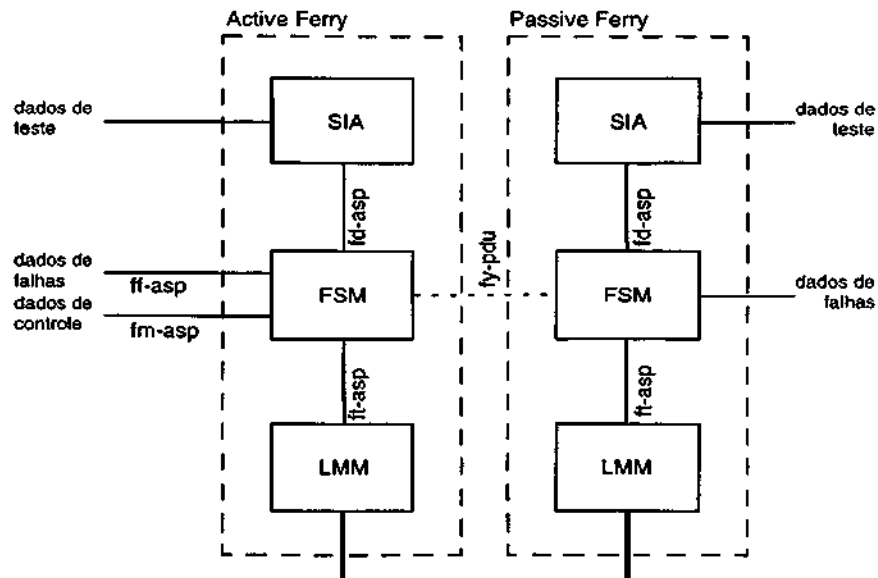 Active Ferry
Passive Ferry
dados de
teste
SIA
SIA
dados de
teste
fd-asp
fd-asp
fy-pdu
dados de
falhas
ff-asp
dados de
controle
fm-asp
FSM
FSM
dados de
falhas
ft-asp
ft-asp
LMM
LMM